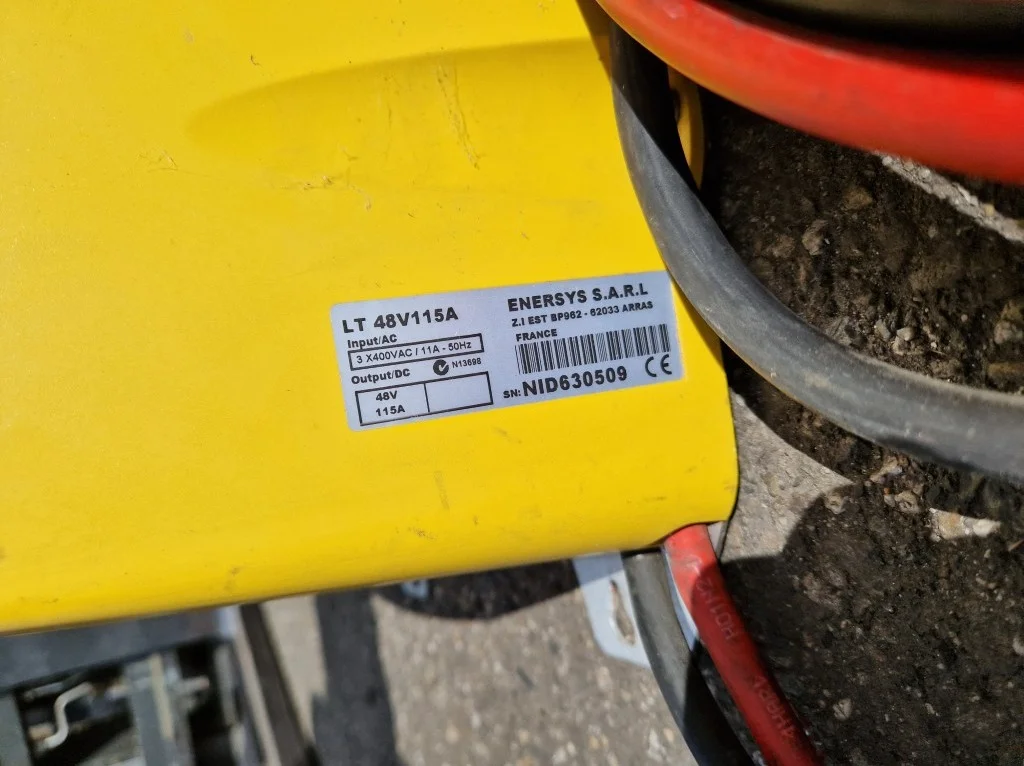 LT 48V115A
Input/AC
3 X400VAC / 11A - 50Hz
Output/DC
N13698
48V
115A
ENERSYS S.A.R.L
Z.I EST BP962 - 62033 ARRAS
FRANCE
SN: NID630509
CE